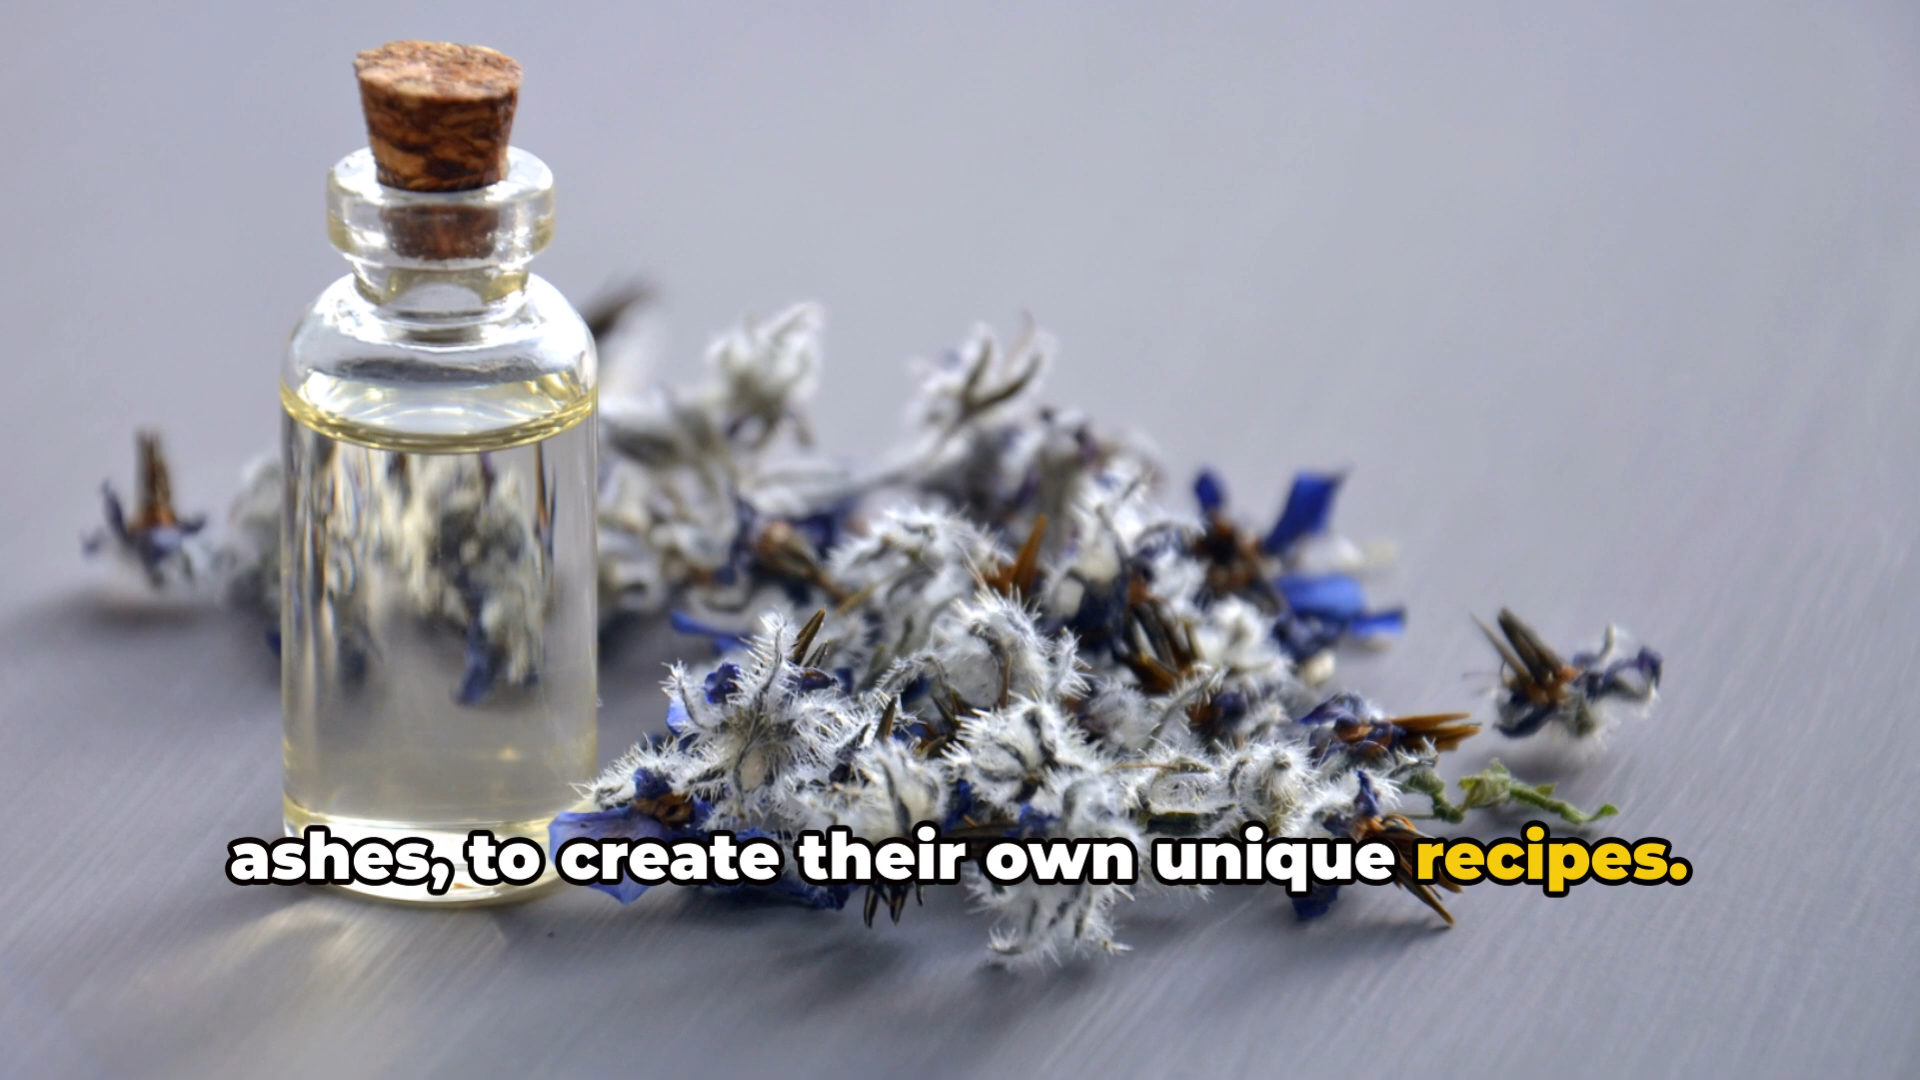 ashes, to create their own unique recipes.